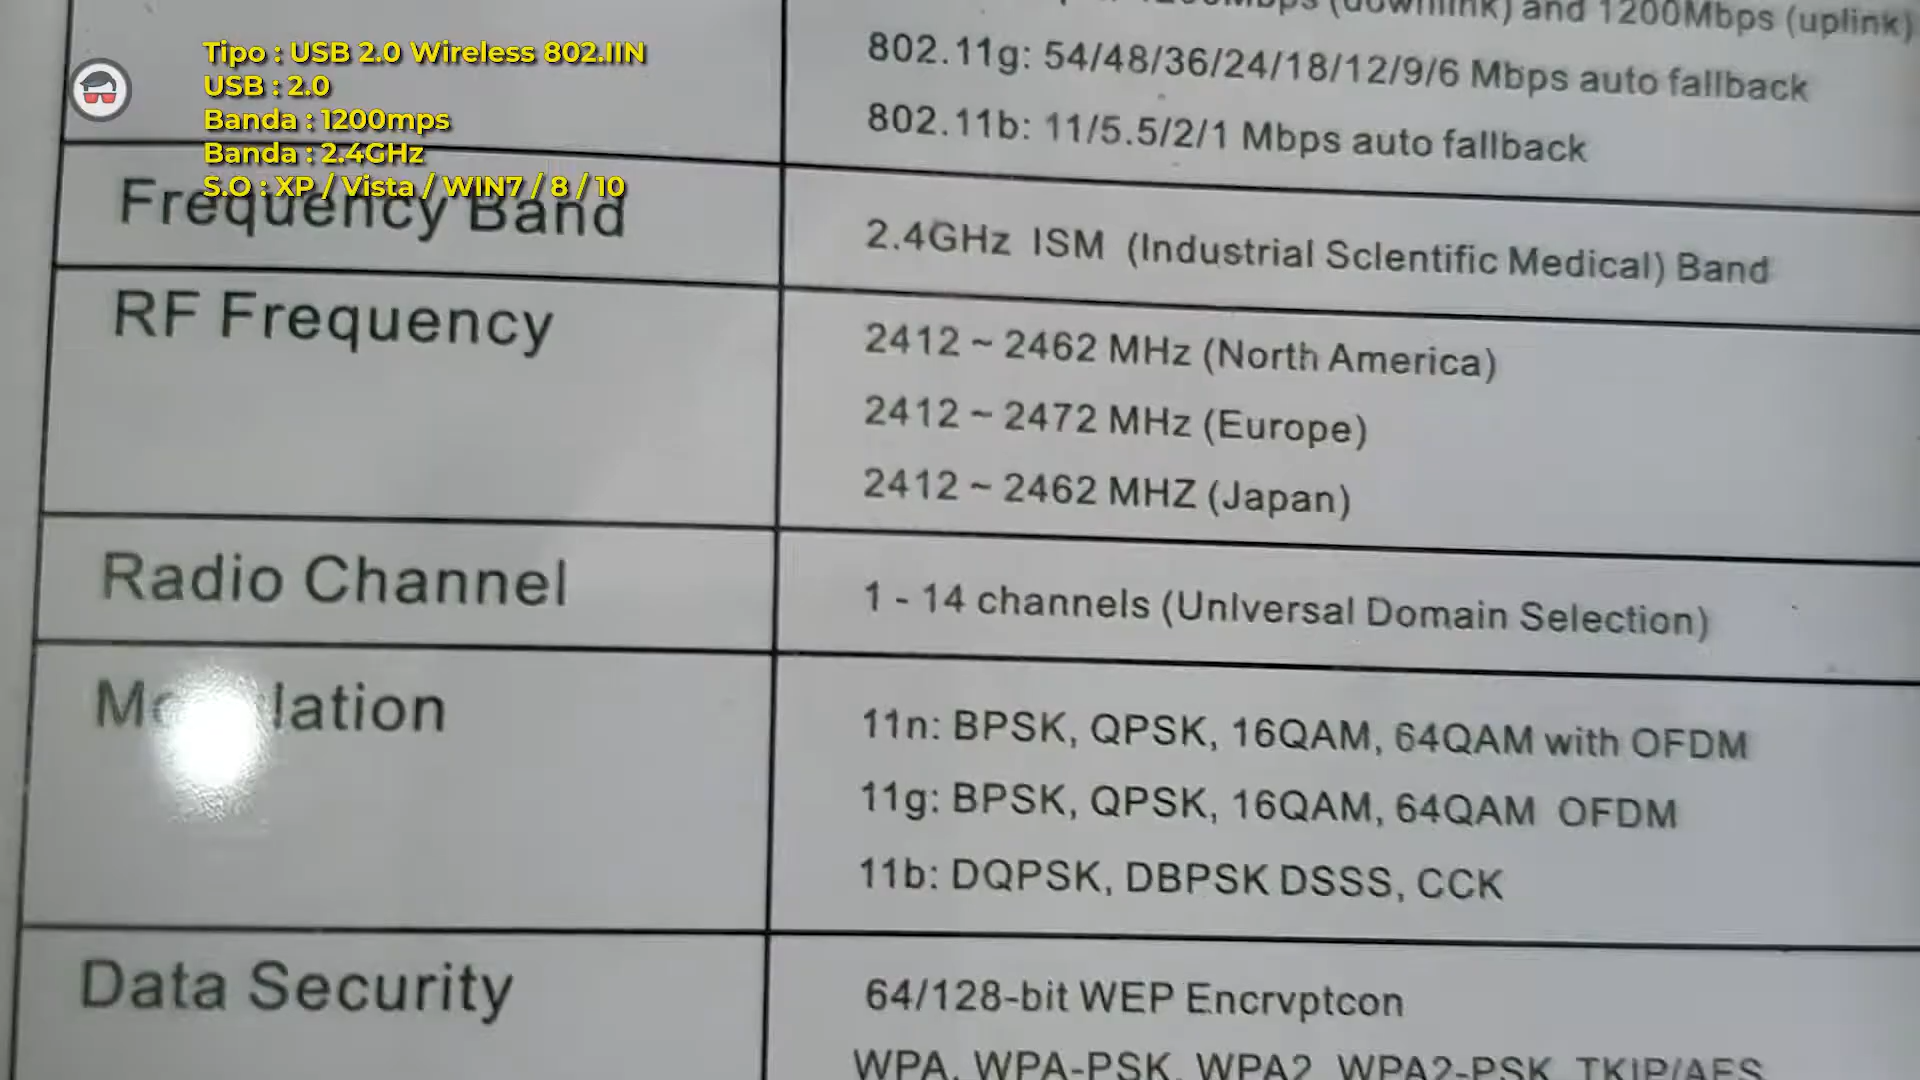 Tipo : USB 2.0 Wireless 802.IIN
USB : 2.0
Banda : 1200mps
Banda : 2.4GHz
S.O : XP / Vista / WIN7 / 8 / 10
(downlink) and 1200Mbps (uplink)
802.11g: 54/48/36/24/18/12/9/6 Mbps auto fallback
802.11b: 11/5.5/2/1 Mbps auto fallback
Frequency Band
2.4GHz ISM (Industrial Sclentific Medical) Band
RF Frequency
2412 ~ 2462 MHz (North America)
2412 ~ 2472 MHz (Europe)
2412 ~ 2462 MHZ (Japan)
Radio Channel
1 - 14 channels (Unlversal Domain Selection)
11n: BPSK, QPSK, 16QAM, 64QAM with OFDM
11g: BPSK, QPSK, 16QAM, 64QAM OFDM
11b: DQPSK, DBPSK DSSS, CCK
Data Security
64/128-bit WEP Encrvptcon
WPA, WPA-PSK, WPA2, WPA2-PSK, TKIP/AES